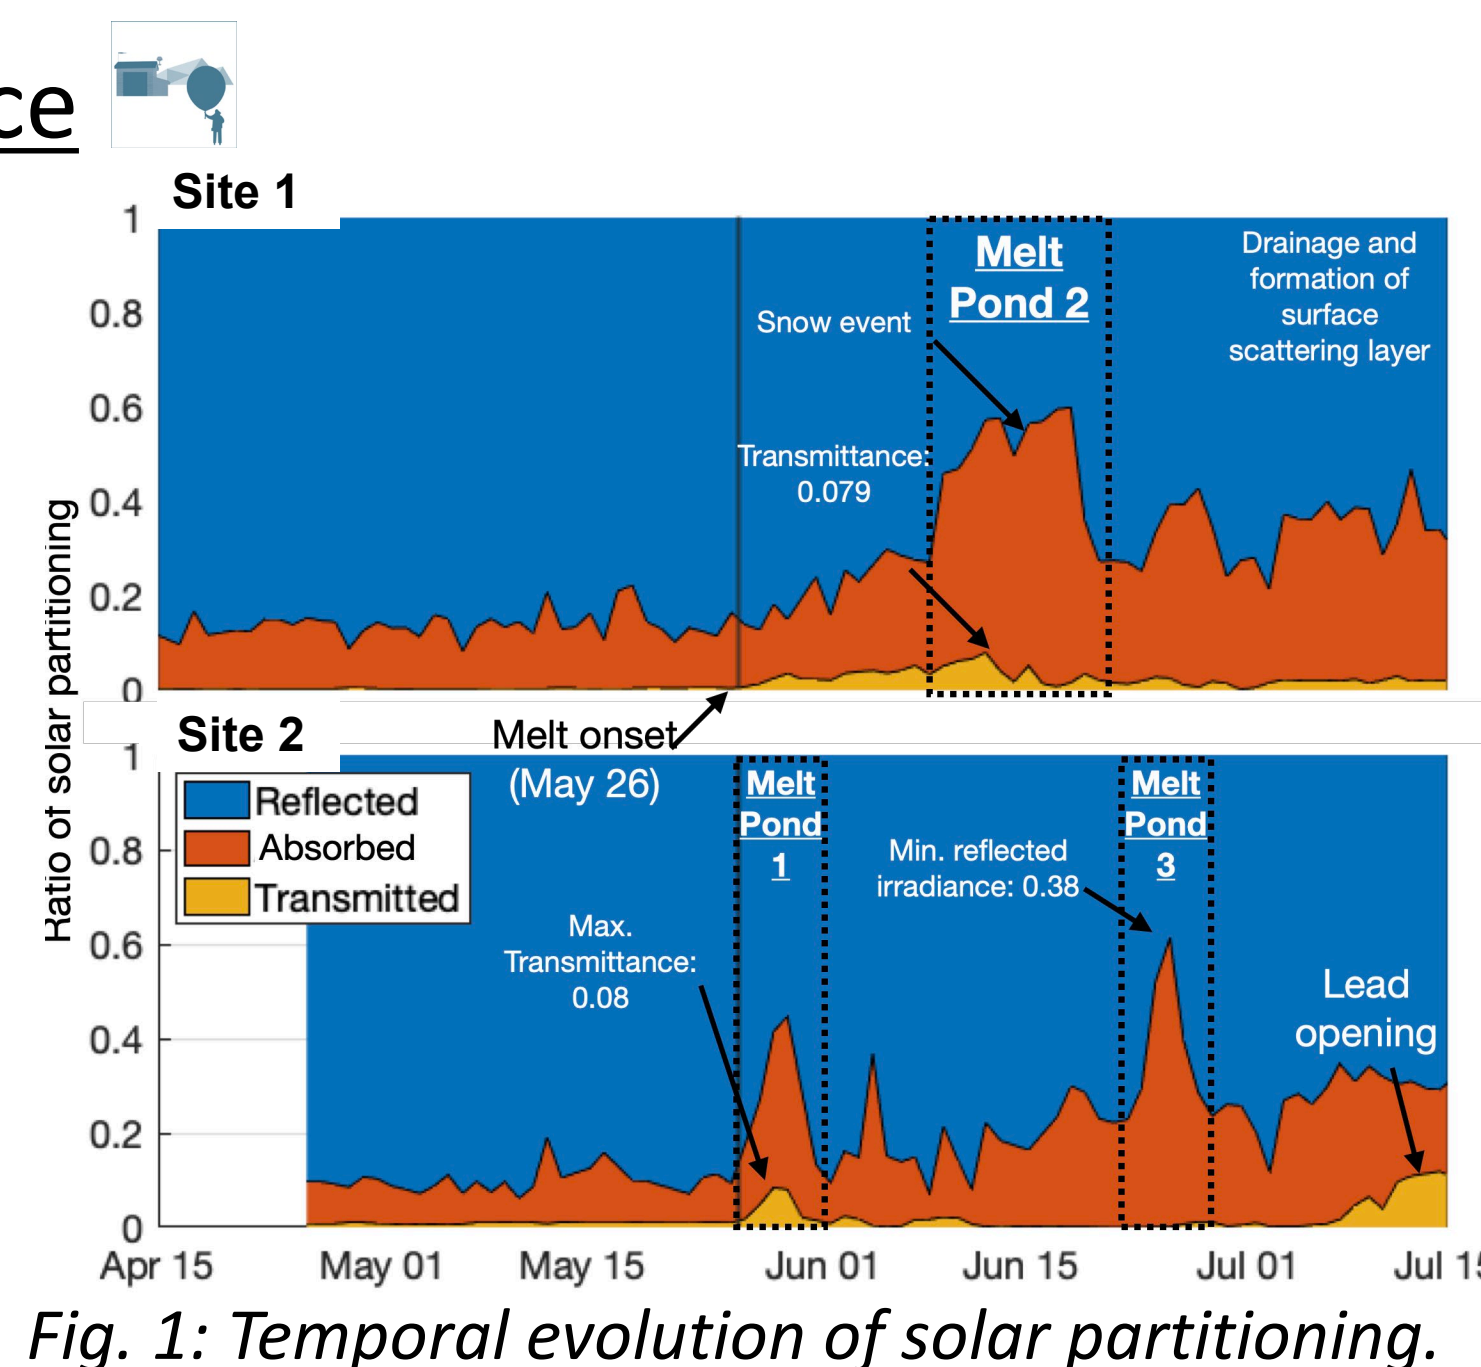 ce
Site 1
1
0.8
0.6
0.4
0.2
0
Melt
Pond 2
Snow event
Transmittance:
0.079
Drainage and
formation of
surface
scattering layer
Ratio of solar partitioning
Melt onset
(May 26)
Site 2
1
0.8
0.6
0.4
0.2
0
Reflected
Absorbed
Transmitted
Melt
Pond
1
Max.
Transmittance:
0.08
Min. reflected
irradiance: 0.38
Melt
Pond
3
Lead
opening
Apr 15 May 01 May 15 Jun 01 Jun 15 Jul 01 Jul 15
Fig. 1: Temporal evolution of solar partitioning.